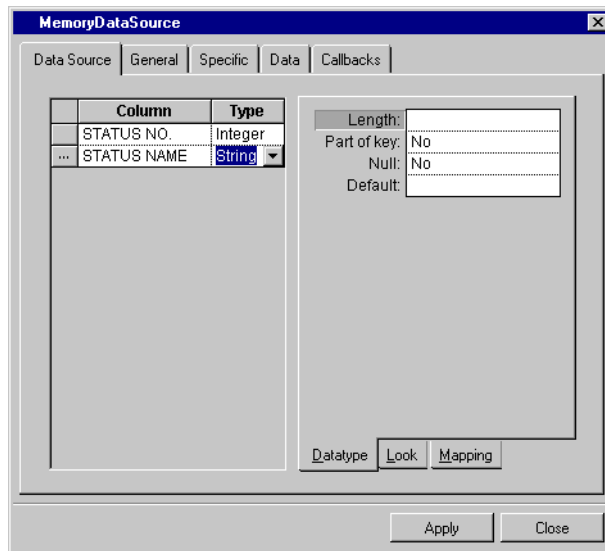 MemoryDataSource
Data Source General Specific Data Callbacks
Column Type
STATUS NO. Integer
... STATUS NAME String
Length:
Part of key: No
Null: No
Default:
Datatype Look Mapping
Apply Close